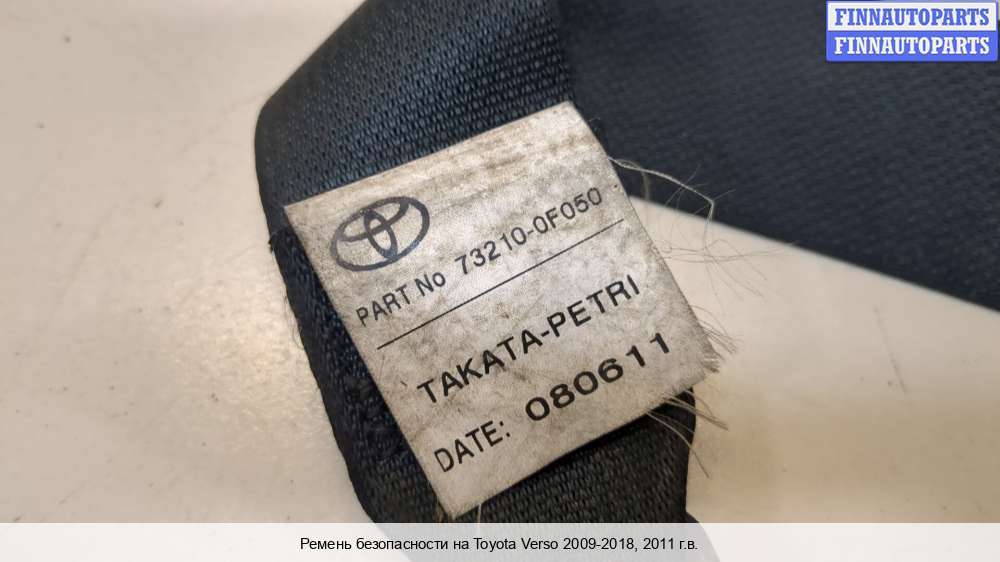 FINNAUTOPARTS
FINNAUTOPARTS
PART No 73210-0F050
TAKATA-PETRI
DATE: 080611
Ремень безопасности на Toyota Verso 2009-2018, 2011 г.в.